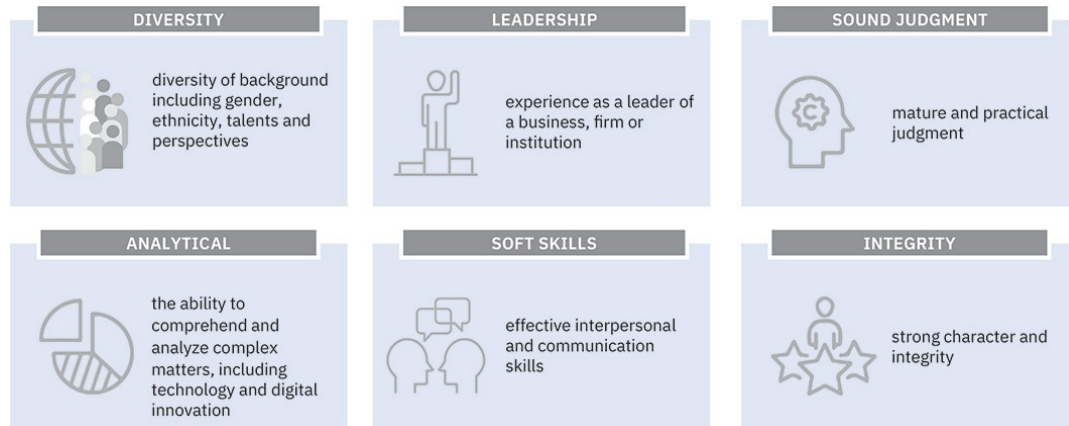 DIVERSITY
diversity of background
including gender,
ethnicity, talents and
perspectives
LEADERSHIP
experience as a leader of
a business, firm or
institution
SOUND JUDGMENT
C
mature and practical
judgment
ANALYTICAL
the ability to
comprehend and
analyze complex
matters, including
technology and digital
innovation
SOFT SKILLS
effective interpersonal
and communication
skills
INTEGRITY
strong character and
integrity